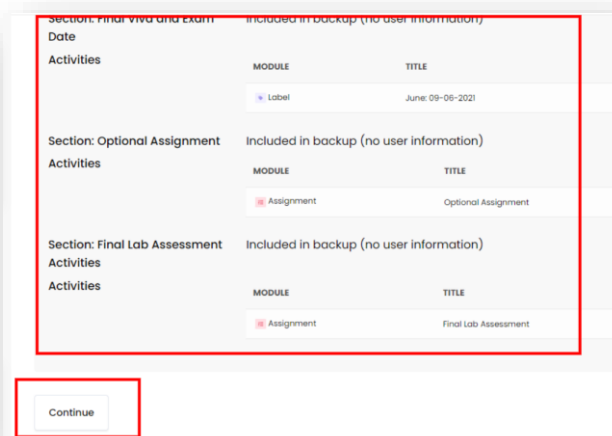 Section: Final Viva and Exam Included in backup (no user information)
Date
Activities
MODULE TITLE
Label June: 09-06-2021
Section: Optional Assignment Included in backup (no user information)
Activities
MODULE TITLE
Assignment Optional Assignment
Section: Final Lab Assessment Included in backup (no user information)
Activities
Activities
MODULE TITLE
Assignment Final Lab Assessment
Continue